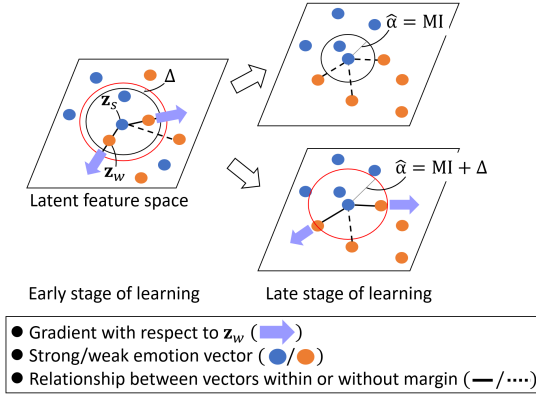 α̂ = MI
Δ
𝐳ₛ
𝐳_w
Latent feature space
α̂ = MI + Δ
Early stage of learning
Late stage of learning
● Gradient with respect to 𝐳_w ( )
● Strong/weak emotion vector ( / )
● Relationship between vectors within or without margin ( — / ····· )